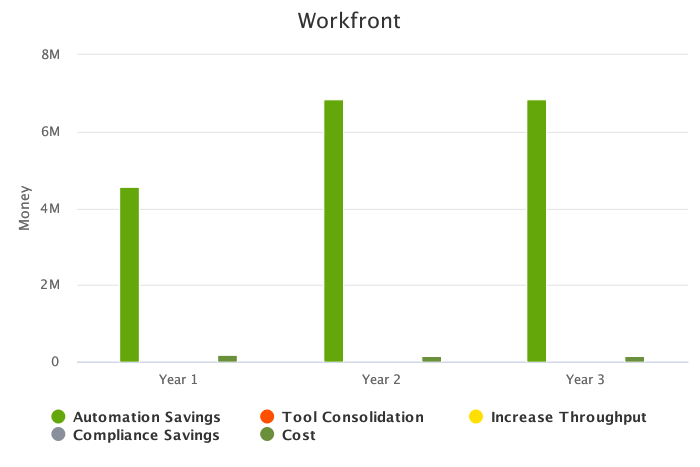 Workfront
8M
6M
4M
2M
0
Money
Year 1 Year 2 Year 3
Automation Savings Tool Consolidation Increase Throughput
Compliance Savings Cost